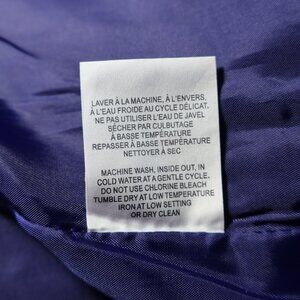 LAVER À LA MACHINE, À L'ENVERS,
À L'EAU FROIDE AU CYCLE DÉLICAT.
NE PAS UTILISER L'EAU DE JAVEL
SÉCHER PAR CULBUTAGE
À BASSE TEMPÉRATURE
REPASSER À BASSE TEMPÉRATURE
NETTOYER À SEC
MACHINE WASH, INSIDE OUT, IN
COLD WATER AT A GENTLE CYCLE.
DO NOT USE CHLORINE BLEACH
TUMBLE DRY AT LOW TEMPERATURE
IRON AT LOW SETTING
OR DRY CLEAN